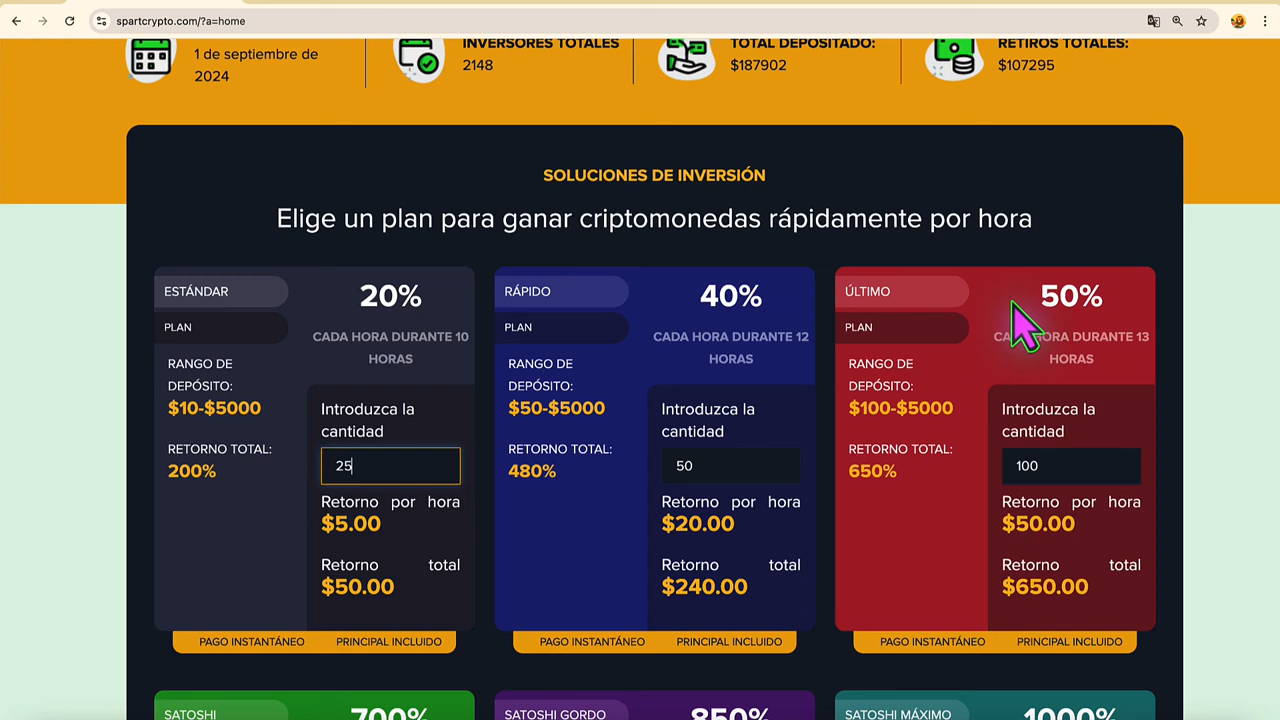 spartcrypto.com/?a=home
1 de septiembre de
2024
INVERSORES TOTALES
2148
TOTAL DEPOSITADO:
$187902
RETIROS TOTALES:
$107295
SOLUCIONES DE INVERSIÓN
Elige un plan para ganar criptomonedas rápidamente por hora
ESTÁNDAR
PLAN
20%
CADA HORA DURANTE 10
HORAS
RANGO DE
DEPÓSITO:
$10-$5000
RETORNO TOTAL:
200%
Introduzca la
cantidad
25
Retorno por hora
$5.00
Retorno total
$50.00
PAGO INSTANTÁNEO PRINCIPAL INCLUIDO
RÁPIDO
PLAN
40%
CADA HORA DURANTE 12
HORAS
RANGO DE
DEPÓSITO:
$50-$5000
RETORNO TOTAL:
480%
Introduzca la
cantidad
50
Retorno por hora
$20.00
Retorno total
$240.00
PAGO INSTANTÁNEO PRINCIPAL INCLUIDO
ÚLTIMO
PLAN
50%
CADA HORA DURANTE 13
HORAS
RANGO DE
DEPÓSITO:
$100-$5000
RETORNO TOTAL:
650%
Introduzca la
cantidad
100
Retorno por hora
$50.00
Retorno total
$650.00
PAGO INSTANTÁNEO PRINCIPAL INCLUIDO
SATOSHI
700%
SATOSHI GORDO
850%
SATOSHI MÁXIMO
1000%